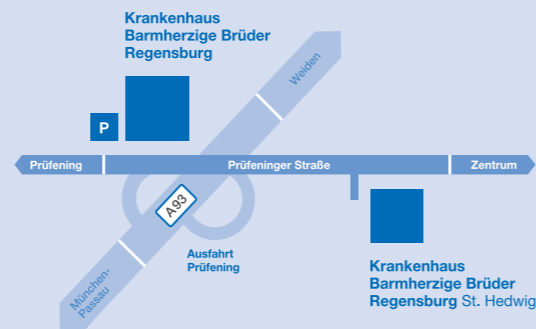 Krankenhaus
Barmherzige Brüder
Regensburg
Weiden
P
Prüfening
Prüfeninger Straße
Zentrum
A93
Ausfahrt
Prüfening
München-
Passau
Krankenhaus
Barmherzige Brüder
Regensburg St. Hedwig